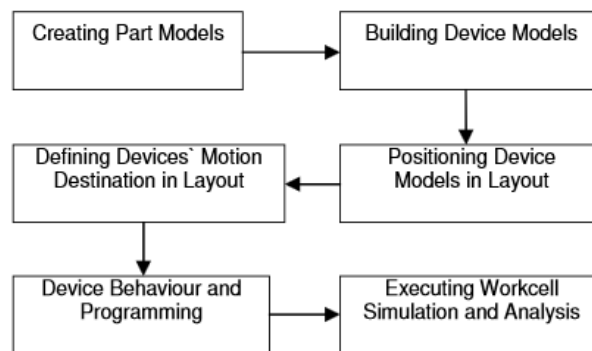 Creating Part Models
Building Device Models
Positioning Device
Models in Layout
Defining Devices` Motion
Destination in Layout
Device Behaviour and
Programming
Executing Workcell
Simulation and Analysis